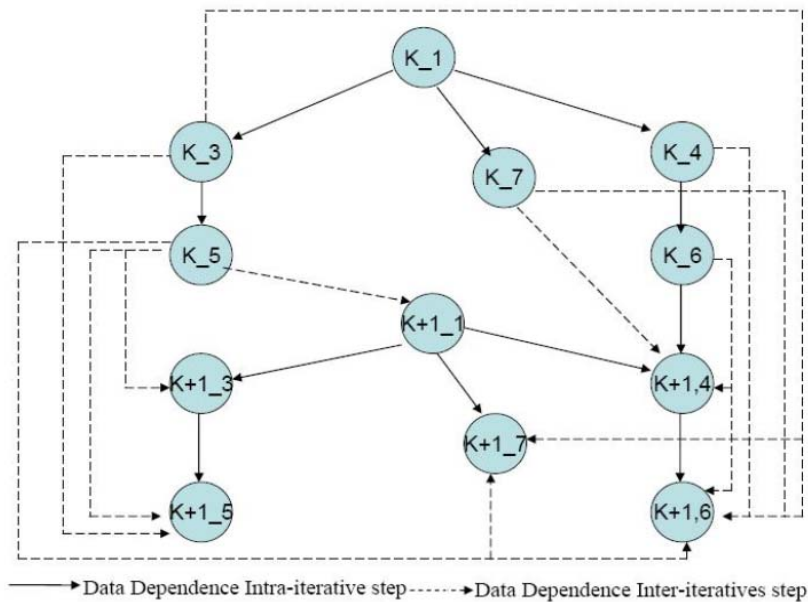 K_1
K_3
K_7
K_4
K_5
K_6
K+1_1
K+1_3
K+1,4
K+1_7
K+1_5
K+1,6
Data Dependence Intra-iterative step
Data Dependence Inter-iteratives step